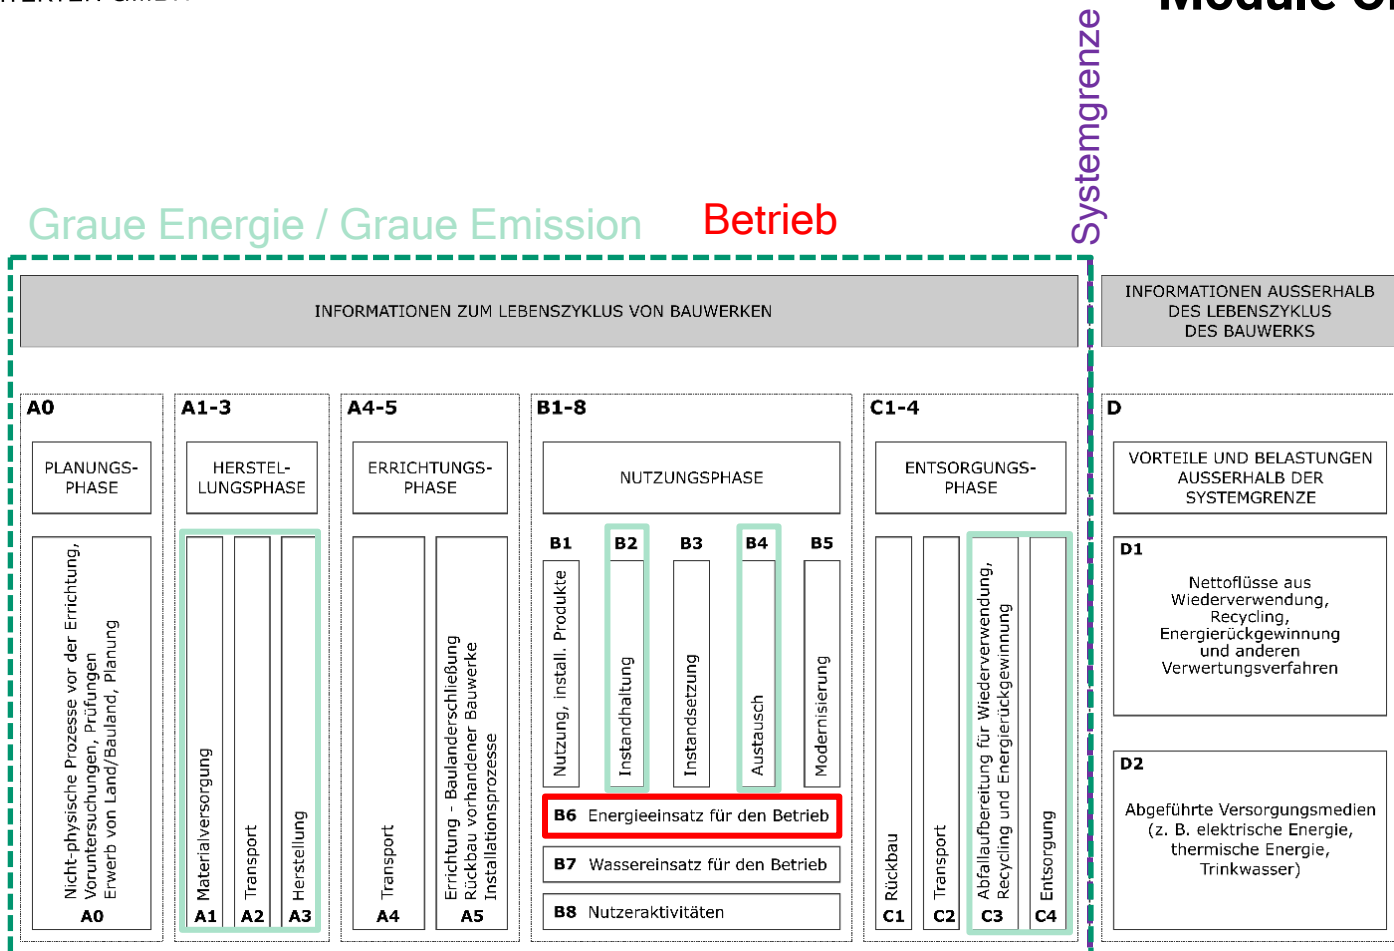 Systemgrenze
Graue Energie / Graue Emission
Betrieb
INFORMATIONEN ZUM LEBENSZYKLUS VON BAUWERKEN
INFORMATIONEN AUSSERHALB
DES LEBENSZYKLUS
DES BAUWERKS
A0
PLANUNGS-
PHASE
Nicht-physische Prozesse vor der Errichtung,
Voruntersuchungen, Prüfungen
Erwerb von Land/Bauland, Planung
A0
A1-3
HERSTEL-
LUNGSPHASE
Materialversorgung
A1
Transport
A2
Herstellung
A3
A4-5
ERRICHTUNGS-
PHASE
Transport
A4
Errichtung - Baulanderschließung
Rückbau vorhandener Bauwerke
Installationsprozesse
A5
B1-8
NUTZUNGSPHASE
B1
Nutzung, install. Produkte
B2
Instandhaltung
B3
Instandsetzung
B4
Austausch
B5
Modernisierung
B6 Energieeinsatz für den Betrieb
B7 Wassereinsatz für den Betrieb
B8 Nutzeraktivitäten
C1-4
ENTSORGUNGS-
PHASE
Rückbau
C1
Transport
C2
Abfallaufbereitung für Wiederverwendung,
Recycling und Energierückgewinnung
C3
Entsorgung
C4
D
VORTEILE UND BELASTUNGEN
AUSSERHALB DER
SYSTEMGRENZE
D1
Nettoflüsse aus
Wiederverwendung,
Recycling,
Energierückgewinnung
und anderen
Verwertungsverfahren
D2
Abgeführte Versorgungsmedien
(z. B. elektrische Energie,
thermische Energie,
Trinkwasser)